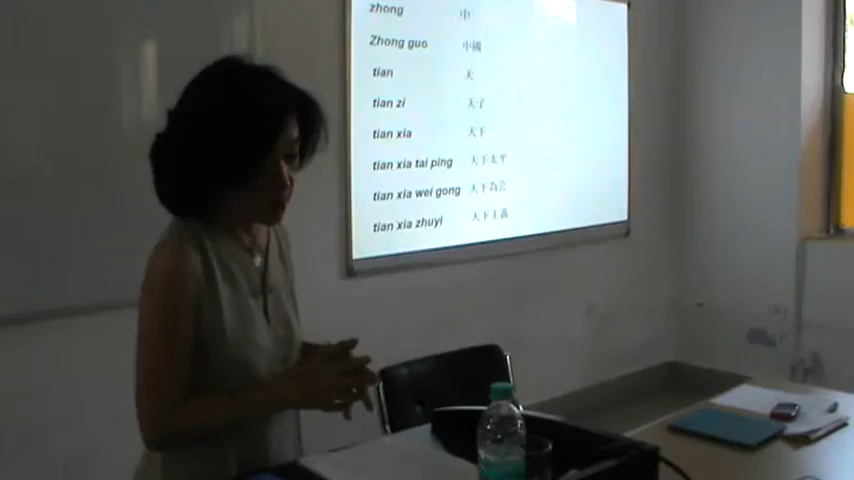 zhong 中
Zhong guo 中國
tian 天
tian zi 天子
tian xia 天下
tian xia tai ping 天下太平
tian xia wei gong 天下為公
tian xia zhuyi 天下主義